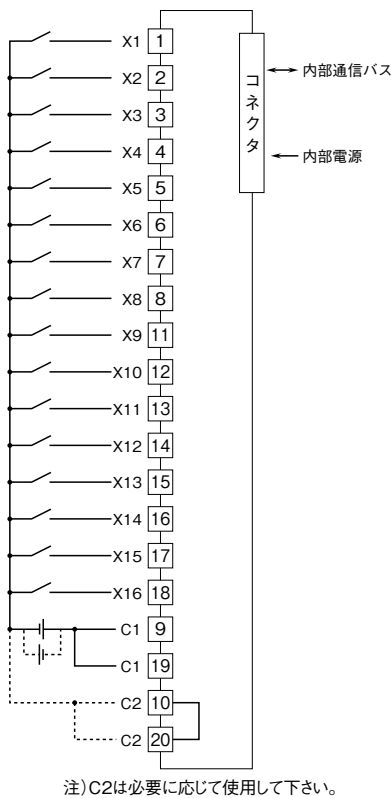 X1 1
X2 2
X3 3
X4 4
X5 5
X6 6
X7 7
X8 8
X9 11
X10 12
X11 13
X12 14
X13 15
X14 16
X15 17
X16 18
C1 9
C1 19
C2 10
C2 20
コネクタ
内部通信バス
内部電源
注)C2は必要に応じて使用して下さい。